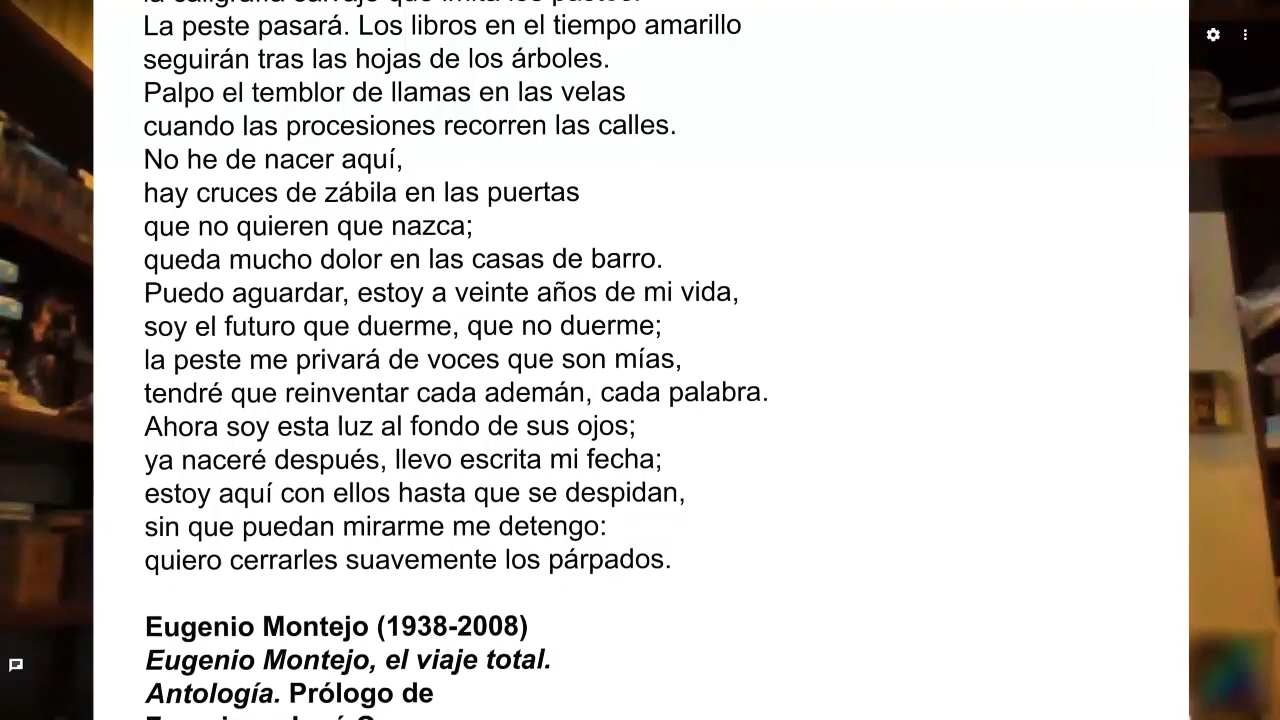 La peste pasará. Los libros en el tiempo amarillo
seguirán tras las hojas de los árboles.
Palpo el temblor de llamas en las velas
cuando las procesiones recorren las calles.
No he de nacer aquí,
hay cruces de zábila en las puertas
que no quieren que nazca;
queda mucho dolor en las casas de barro.
Puedo aguardar, estoy a veinte años de mi vida,
soy el futuro que duerme, que no duerme;
la peste me privará de voces que son mías,
tendré que reinventar cada ademán, cada palabra.
Ahora soy esta luz al fondo de sus ojos;
ya naceré después, llevo escrita mi fecha;
estoy aquí con ellos hasta que se despidan,
sin que puedan mirarme me detengo:
quiero cerrarles suavemente los párpados.
Eugenio Montejo (1938-2008)
Eugenio Montejo, el viaje total.
Antología. Prólogo de